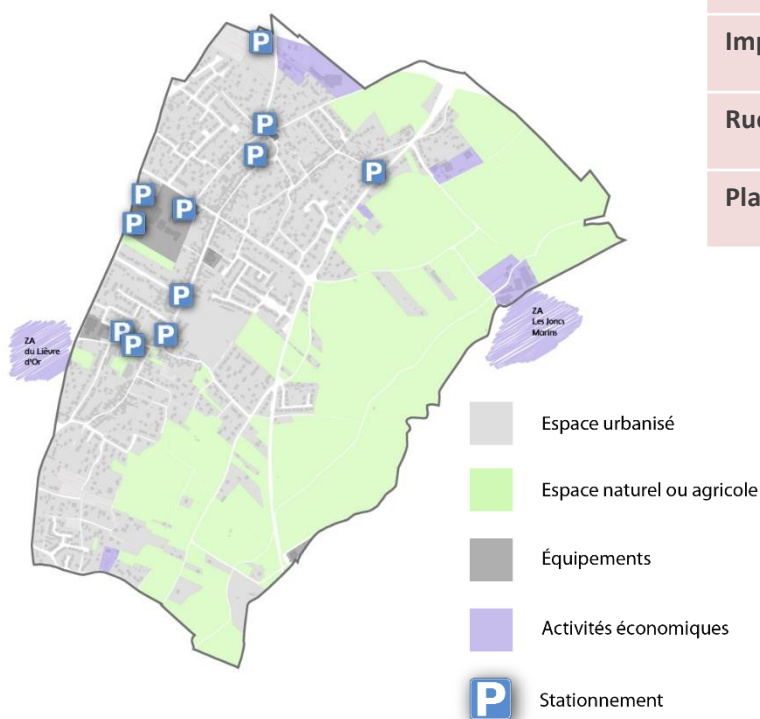 Imp
Rue
Pla
P
P
P
P
P
P
P
P
P
P
P
ZA
du Lièvre
d'Or
ZA
Les Joncs
Marins
Espace urbanisé
Espace naturel ou agricole
Équipements
Activités économiques
P
Stationnement